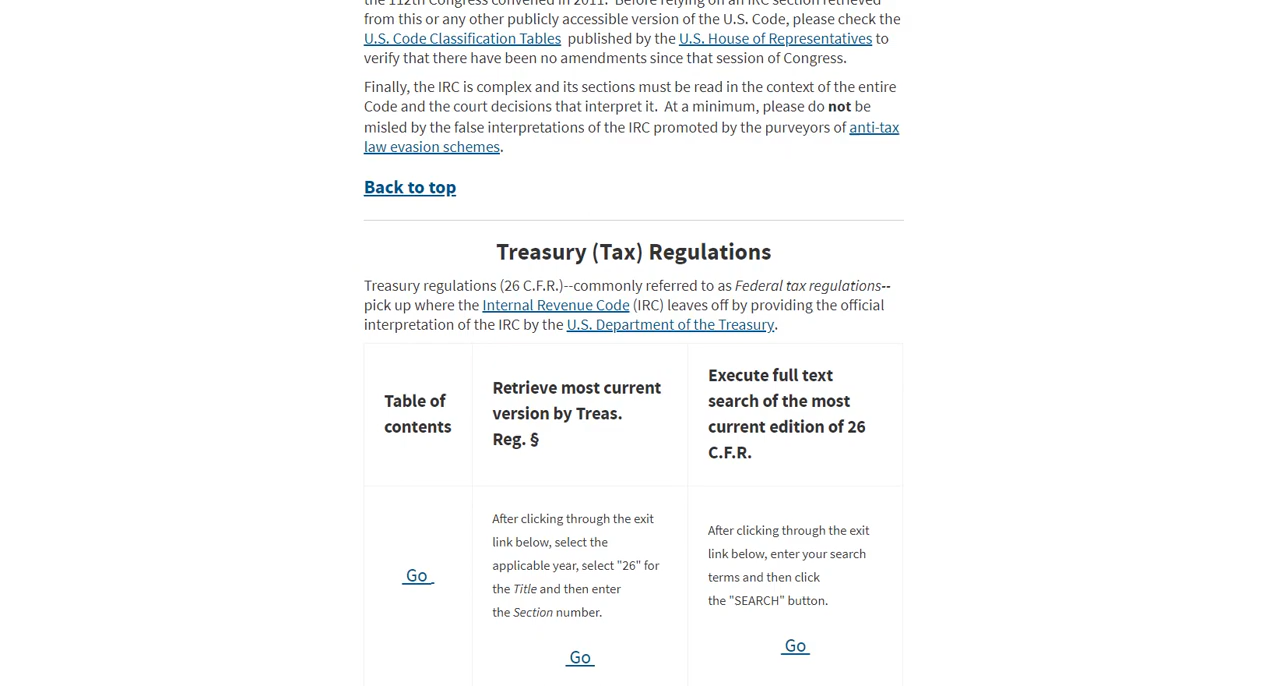 the 112th Congress convened in 2011. Before relying on an IRC section retrieved
from this or any other publicly accessible version of the U.S. Code, please check the
U.S. Code Classification Tables published by the U.S. House of Representatives to
verify that there have been no amendments since that session of Congress.
Finally, the IRC is complex and its sections must be read in the context of the entire
Code and the court decisions that interpret it. At a minimum, please do not be
misled by the false interpretations of the IRC promoted by the purveyors of anti-tax
law evasion schemes.
Back to top
Treasury (Tax) Regulations
Treasury regulations (26 C.F.R.)--commonly referred to as Federal tax regulations--
pick up where the Internal Revenue Code (IRC) leaves off by providing the official
interpretation of the IRC by the U.S. Department of the Treasury.
Table of
contents
Retrieve most current
version by Treas.
Reg. §
Execute full text
search of the most
current edition of 26
C.F.R.
Go
After clicking through the exit
link below, select the
applicable year, select "26" for
the Title and then enter
the Section number.
Go
After clicking through the exit
link below, enter your search
terms and then click
the "SEARCH" button.
Go